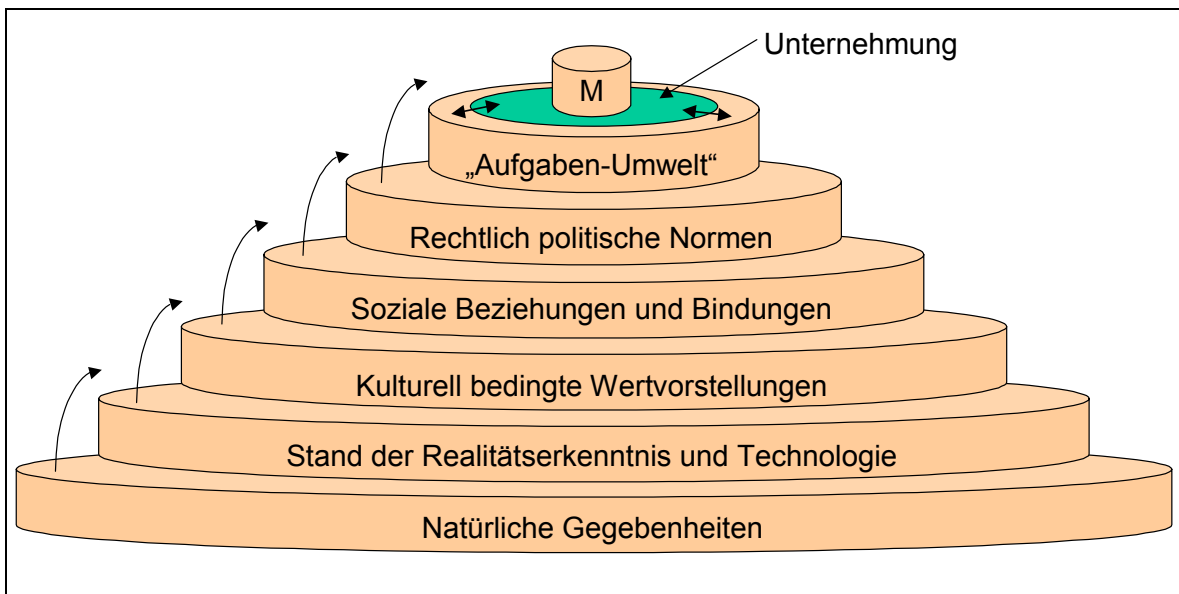 Unternehmung
M
„Aufgaben-Umwelt“
Rechtlich politische Normen
Soziale Beziehungen und Bindungen
Kulturell bedingte Wertvorstellungen
Stand der Realitätserkenntnis und Technologie
Natürliche Gegebenheiten